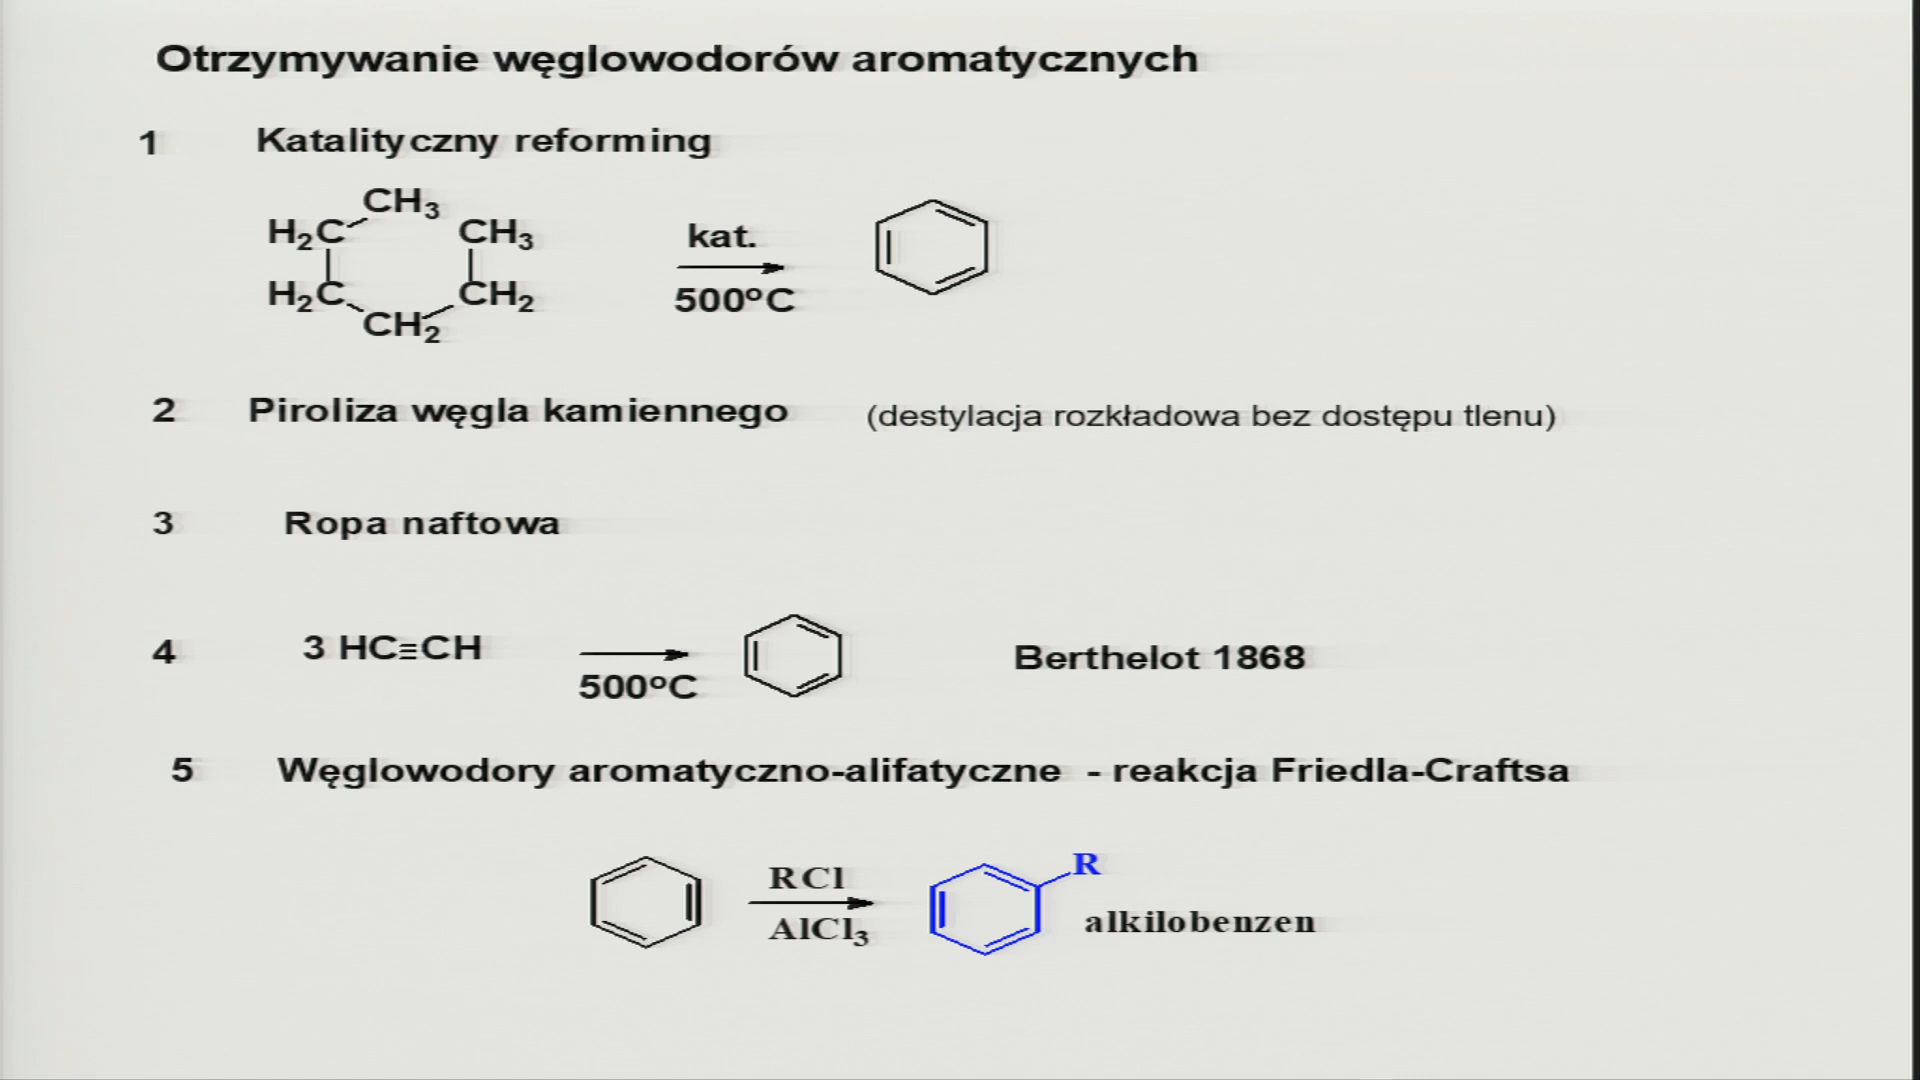 Otrzymywanie węglowodorów aromatycznych
1 Katalityczny reforming
CH3
H2C CH3
kat.
H2C CH2
500°C
CH2
2 Piroliza węgla kamiennego (destylacja rozkładowa bez dostępu tlenu)
3 Ropa naftowa
4 3 HC≡CH 500°C Berthelot 1868
5 Węglowodory aromatyczno-alifatyczne - reakcja Friedla-Craftsa
RCl
AlCl3
R
alkilobenzen